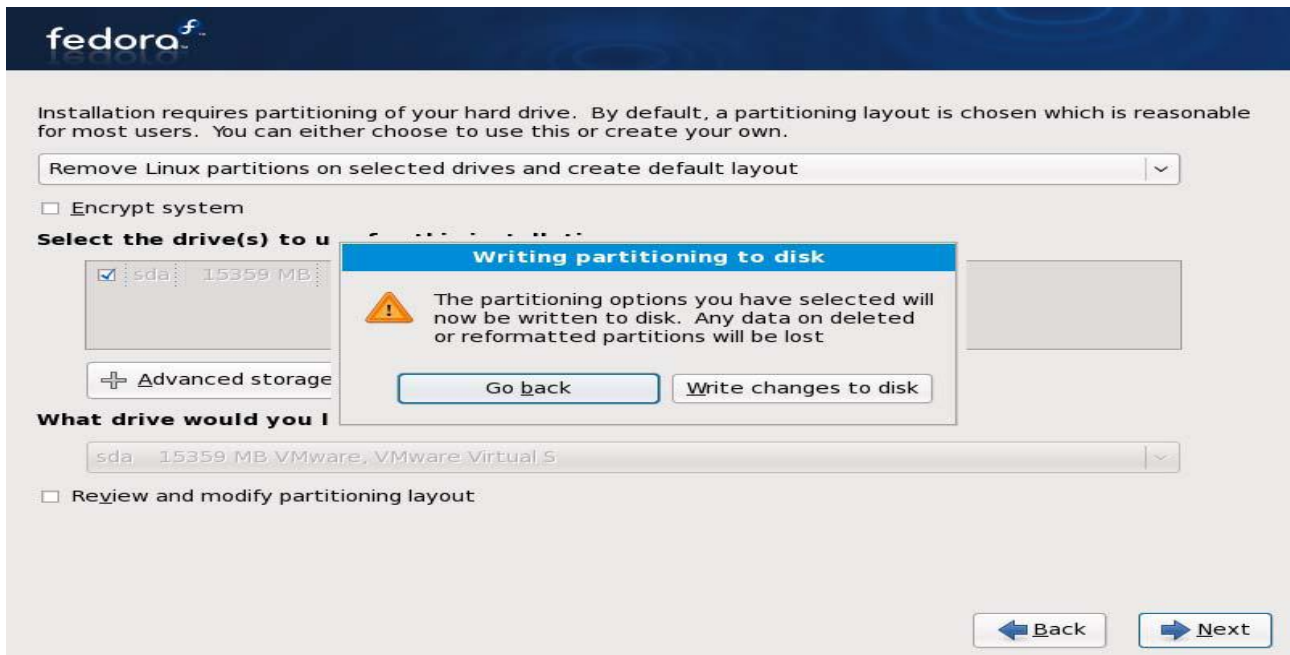 fedora
Installation requires partitioning of your hard drive.  By default, a partitioning layout is chosen which is reasonable
for most users.  You can either choose to use this or create your own.
Remove Linux partitions on selected drives and create default layout
Encrypt system
Select the drive(s) to
Writing partitioning to disk
sda 15359 MB
The partitioning options you have selected will
now be written to disk.  Any data on deleted
or reformatted partitions will be lost
Advanced storage
Go back
Write changes to disk
What drive would you
sda 15359 MB VMware, VMware Virtual S
Review and modify partitioning layout
Back
Next